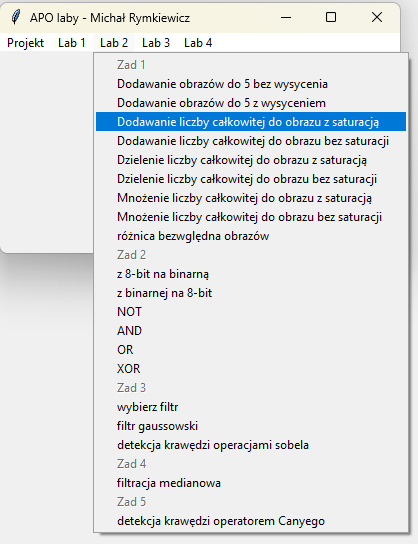 APO laby - Michał Rymkiewicz
Projekt Lab 1 Lab 2 Lab 3 Lab 4
Zad 1
Dodawanie obrazów do 5 bez wysycenia
Dodawanie obrazów do 5 z wysyceniem
Dodawanie liczby całkowitej do obrazu z saturacją
Dodawanie liczby całkowitej do obrazu bez saturacji
Dzielenie liczby całkowitej do obrazu z saturacją
Dzielenie liczby całkowitej do obrazu bez saturacji
Mnożenie liczby całkowitej do obrazu z saturacją
Mnożenie liczby całkowitej do obrazu bez saturacji
różnica bezwględna obrazów
Zad 2
z 8-bit na binarną
z binarnej na 8-bit
NOT
AND
OR
XOR
Zad 3
wybierz filtr
filtr gaussowski
detekcja krawędzi operacjami sobela
Zad 4
filtracja medianowa
Zad 5
detekcja krawędzi operatorem Canyego